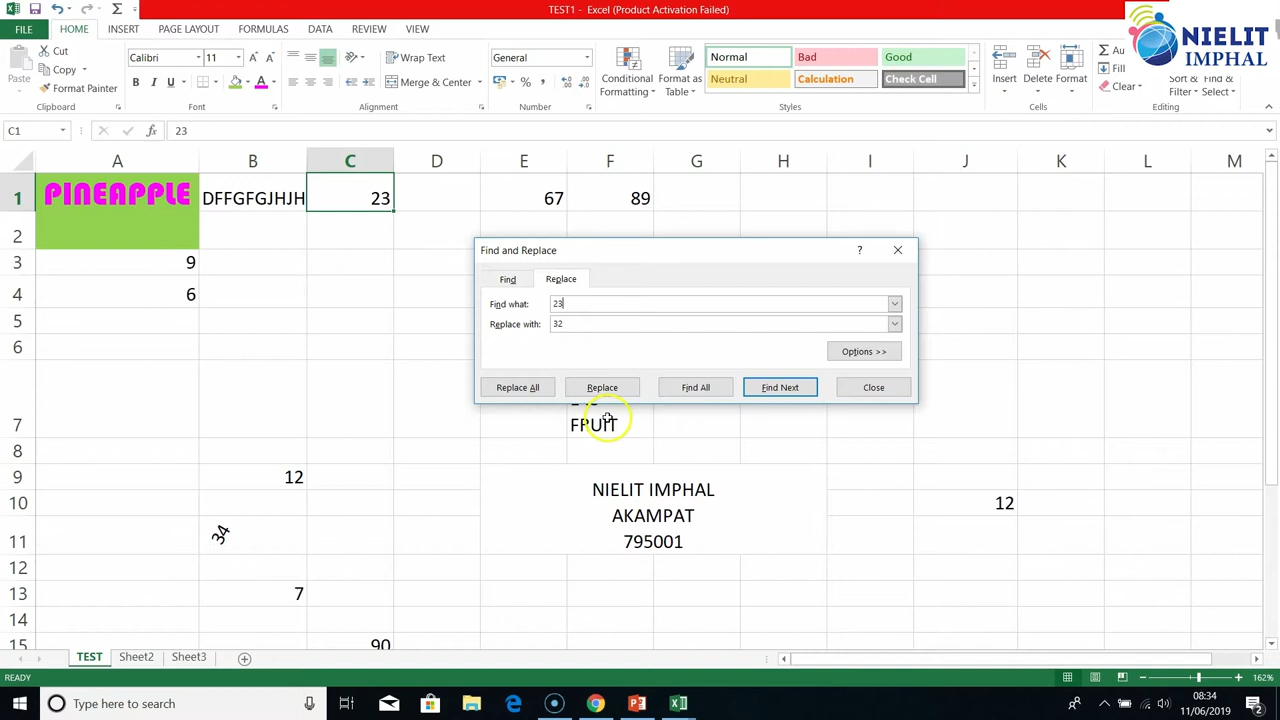 TEST1 - Excel (Product Activation Failed)
FILE HOME INSERT PAGE LAYOUT FORMULAS DATA REVIEW VIEW
NIELIT
IMPHAL
Cut
Copy
Format Painter
Paste
Clipboard
Calibri 11
B I U
Font
Wrap Text
Merge & Center
Alignment
General
%
Number
Conditional
Formatting
Format as
Table
Normal Bad Good
Neutral Calculation Check Cell
Styles
Insert Delete Format
Cells
Au
Fill
Clear
Sort &
Filter
Find &
Select
Editing
C1 fx 23
A B C D E F G H I J K L M
1 PINEAPPLE DFFGFGJHJH 23 67 89
2
3 9
4 6
5
6
7 FRUIT
8
9 12
NIELIT IMPHAL
10 12
AKAMPAT
11 34
795001
12
13 7
14
15 90
Find and Replace ?
Find Replace
Find what: 23
Replace with: 32
Options >>
Replace All Replace Find All Find Next Close
TEST Sheet2 Sheet3
READY 162%
Type here to search
08:34
11/06/2019
2